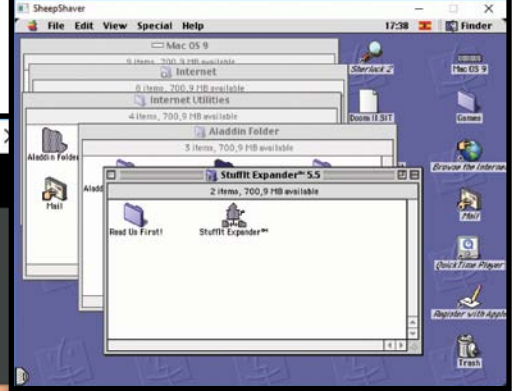 SheepShaver
File Edit View Special Help 17:38 Finder
Mac OS 9
9 items, 700,9 MB available
Internet
8 items, 700,9 MB available
Internet Utilities
4 items, 700,9 MB available
Aladdin Folder
3 items, 700,9 MB available
StuffIt Expander™ 5.5
2 items, 700,9 MB available
Read Us First!
StuffIt Expander™
Aladdin Folder
Mail
Aladd
Sherlock 2
Mac OS 9
Doom II.SIT
Games
Browse the Internet
Mail
QuickTime Player
Register with Apple
Trash